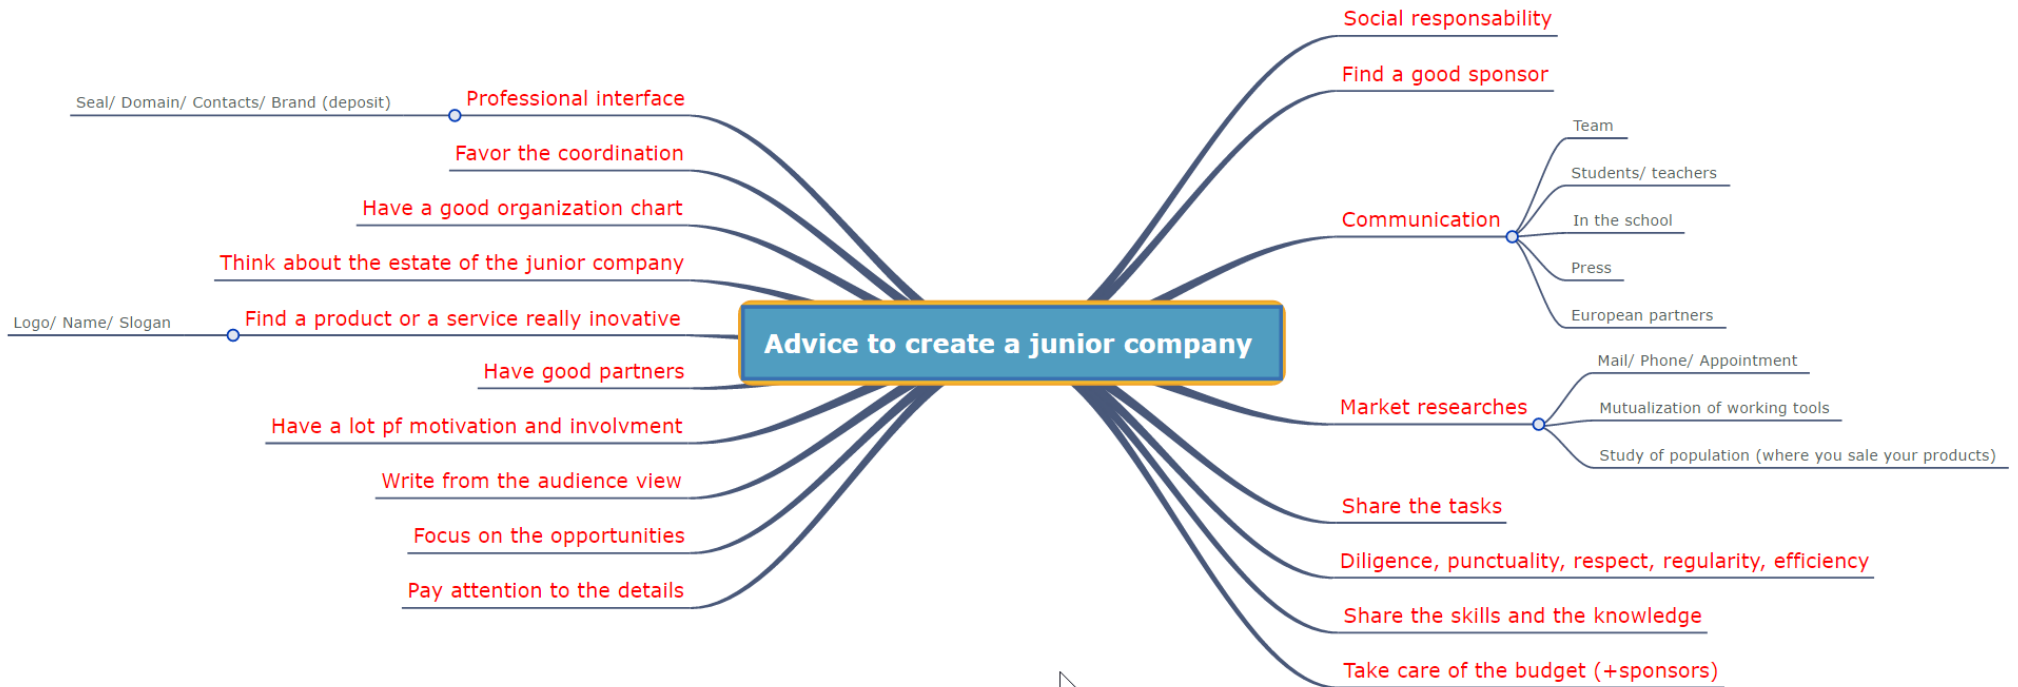 Advice to create a junior company
Professional interface
Seal/ Domain/ Contacts/ Brand (deposit)
Favor the coordination
Have a good organization chart
Think about the estate of the junior company
Find a product or a service really inovative
Logo/ Name/ Slogan
Have good partners
Have a lot pf motivation and involvment
Write from the audience view
Focus on the opportunities
Pay attention to the details
Social responsability
Find a good sponsor
Communication
Team
Students/ teachers
In the school
Press
European partners
Market researches
Mail/ Phone/ Appointment
Mutualization of working tools
Study of population (where you sale your products)
Share the tasks
Diligence, punctuality, respect, regularity, efficiency
Share the skills and the knowledge
Take care of the budget (+sponsors)